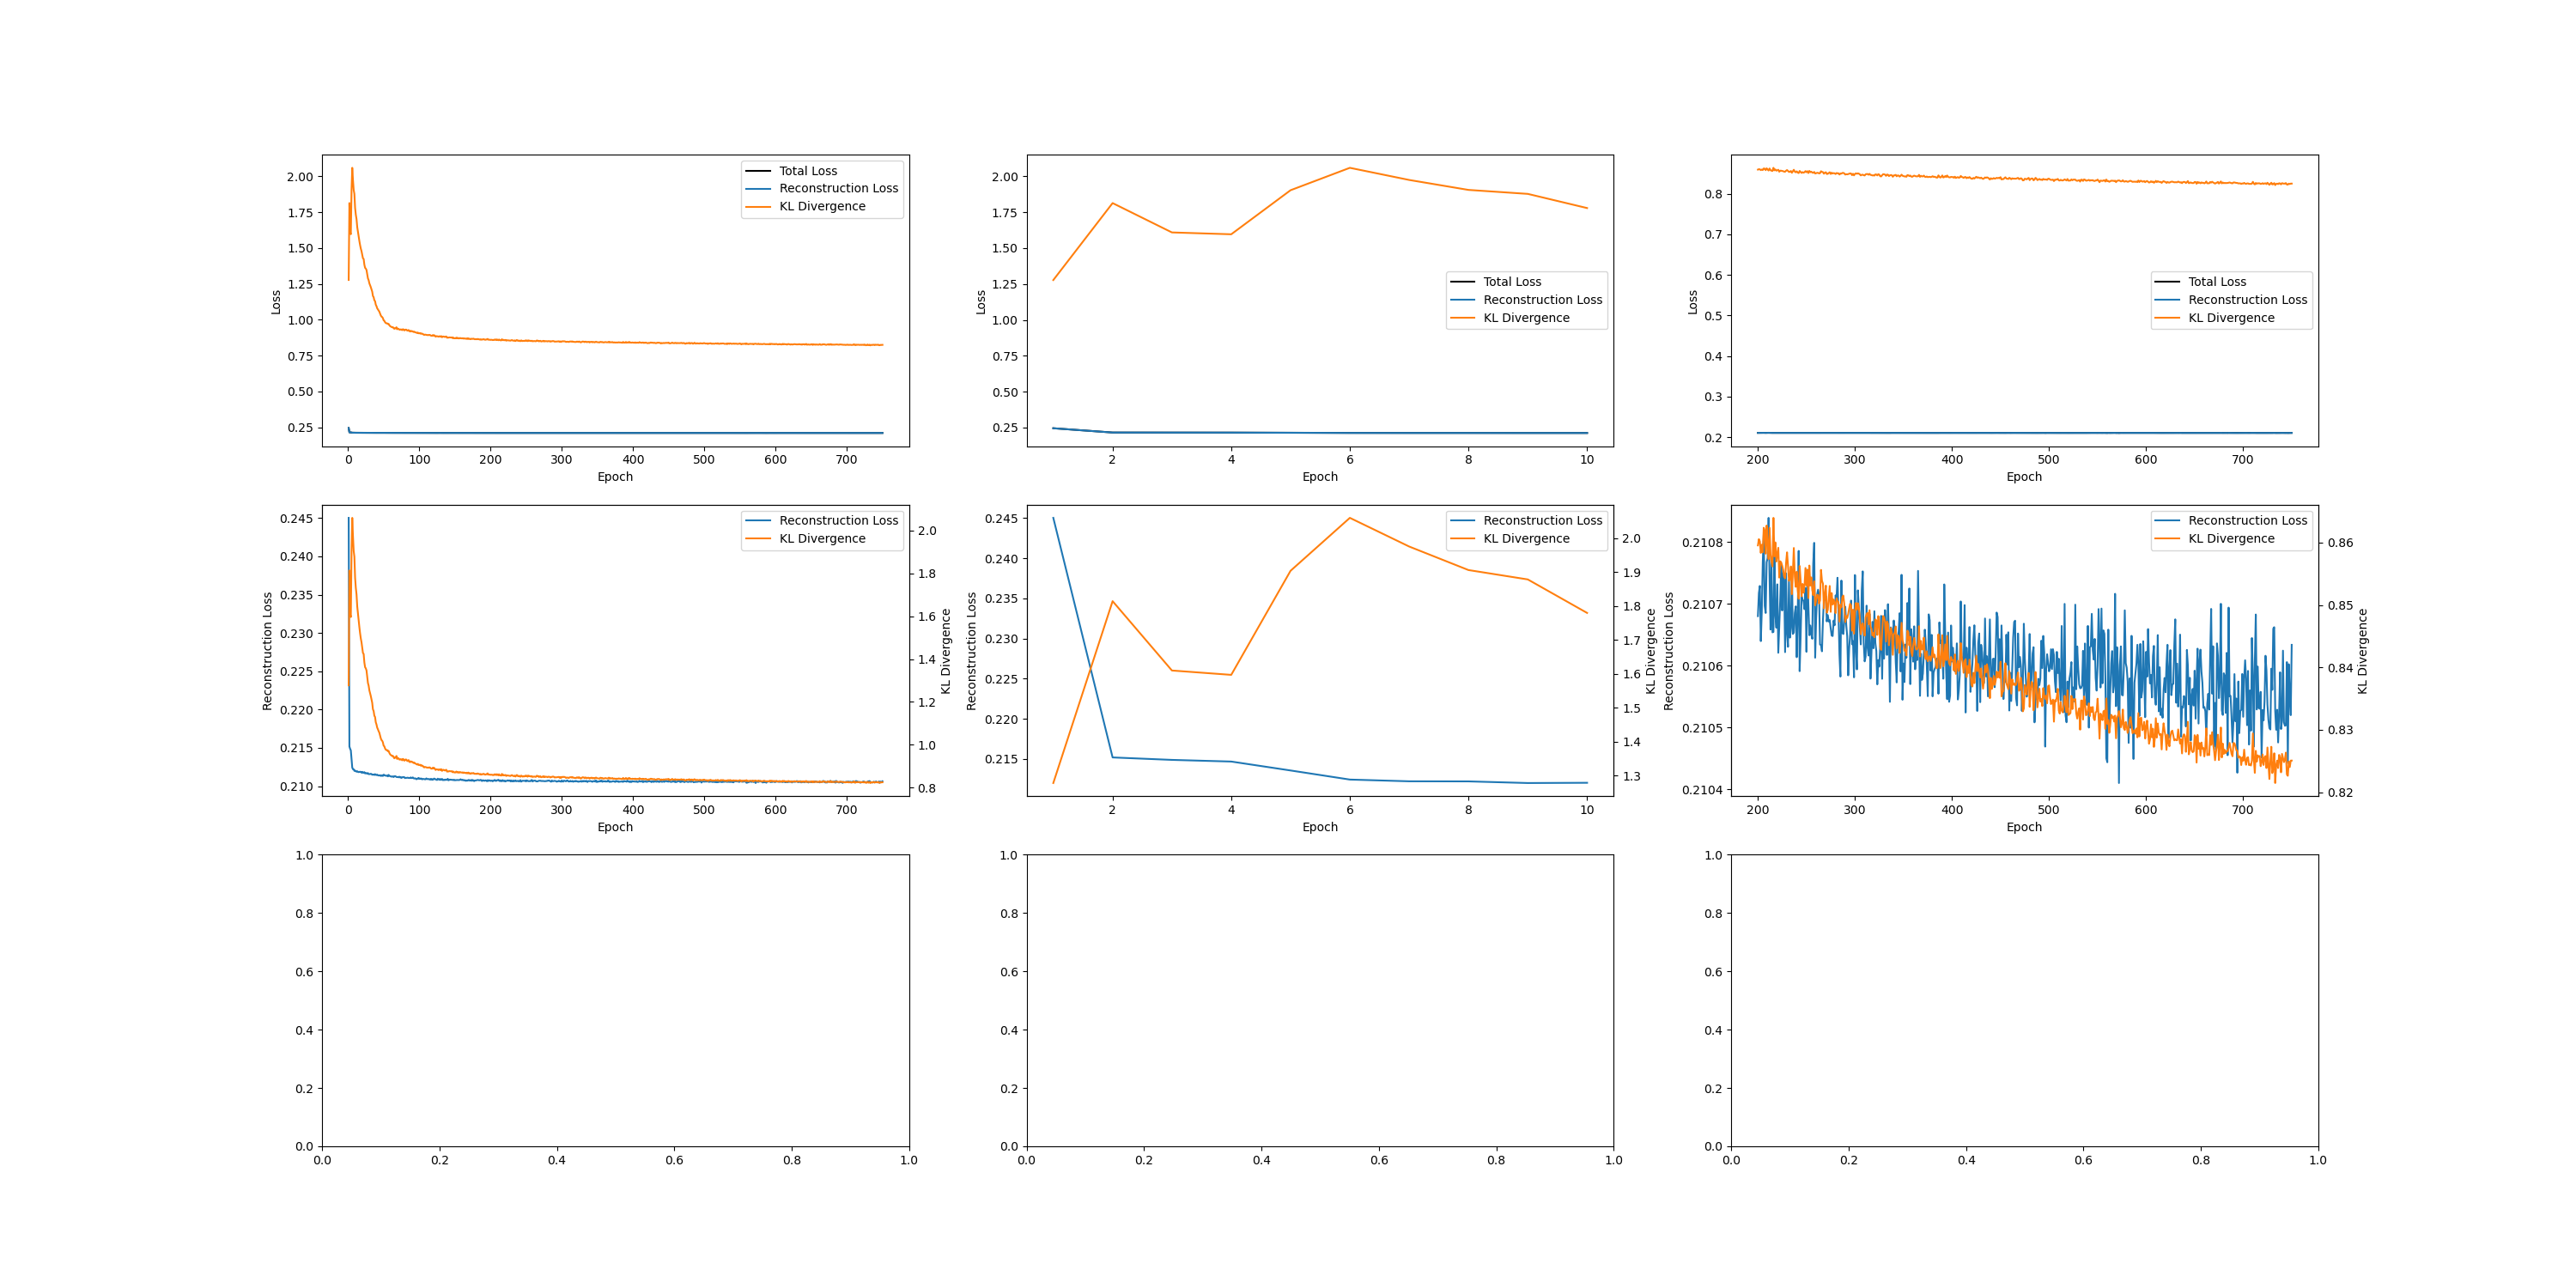 Total Loss
Reconstruction Loss
KL Divergence
2.00
1.75
1.50
1.25
1.00
0.75
0.50
0.25
Loss
0 100 200 300 400 500 600 700
Epoch
Total Loss
Reconstruction Loss
KL Divergence
2.00
1.75
1.50
1.25
1.00
0.75
0.50
0.25
Loss
2 4 6 8 10
Epoch
Total Loss
Reconstruction Loss
KL Divergence
0.8
0.7
0.6
0.5
0.4
0.3
0.2
Loss
200 300 400 500 600 700
Epoch
Reconstruction Loss
KL Divergence
0.245
0.240
0.235
0.230
0.225
0.220
0.215
0.210
Reconstruction Loss
2.0
1.8
1.6
1.4
1.2
1.0
0.8
KL Divergence
0 100 200 300 400 500 600 700
Epoch
Reconstruction Loss
KL Divergence
0.245
0.240
0.235
0.230
0.225
0.220
0.215
Reconstruction Loss
2.0
1.9
1.8
1.7
1.6
1.5
1.4
1.3
KL Divergence
2 4 6 8 10
Epoch
Reconstruction Loss
KL Divergence
0.2108
0.2107
0.2106
0.2105
0.2104
Reconstruction Loss
0.86
0.85
0.84
0.83
0.82
KL Divergence
200 300 400 500 600 700
Epoch
1.0
0.8
0.6
0.4
0.2
0.0
0.0 0.2 0.4 0.6 0.8 1.0
1.0
0.8
0.6
0.4
0.2
0.0
0.0 0.2 0.4 0.6 0.8 1.0
1.0
0.8
0.6
0.4
0.2
0.0
0.0 0.2 0.4 0.6 0.8 1.0